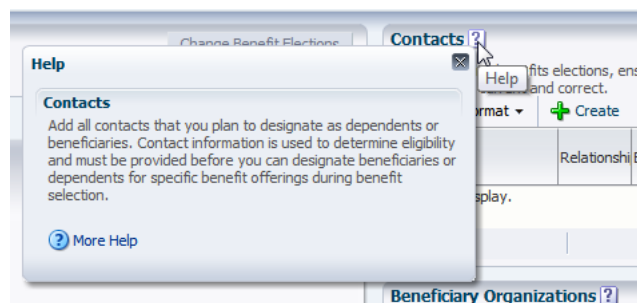 Change Benefit Elections
Contacts ?
Help
Help
fits elections, ens
and correct.
Contacts
Add all contacts that you plan to designate as dependents or
beneficiaries. Contact information is used to determine eligibility
and must be provided before you can designate beneficiaries or
dependents for specific benefit offerings during benefit
selection.
rmat
Create
Relationshi
splay.
? More Help
Beneficiary Organizations ?